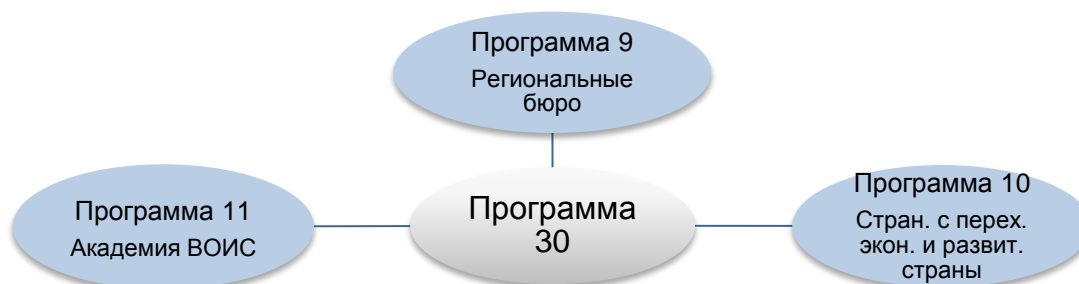 Программа 9
Региональные
бюро
Программа 11
Академия ВОИС
Программа
30
Программа 10
Стран. с перех.
экон. и развит.
страны